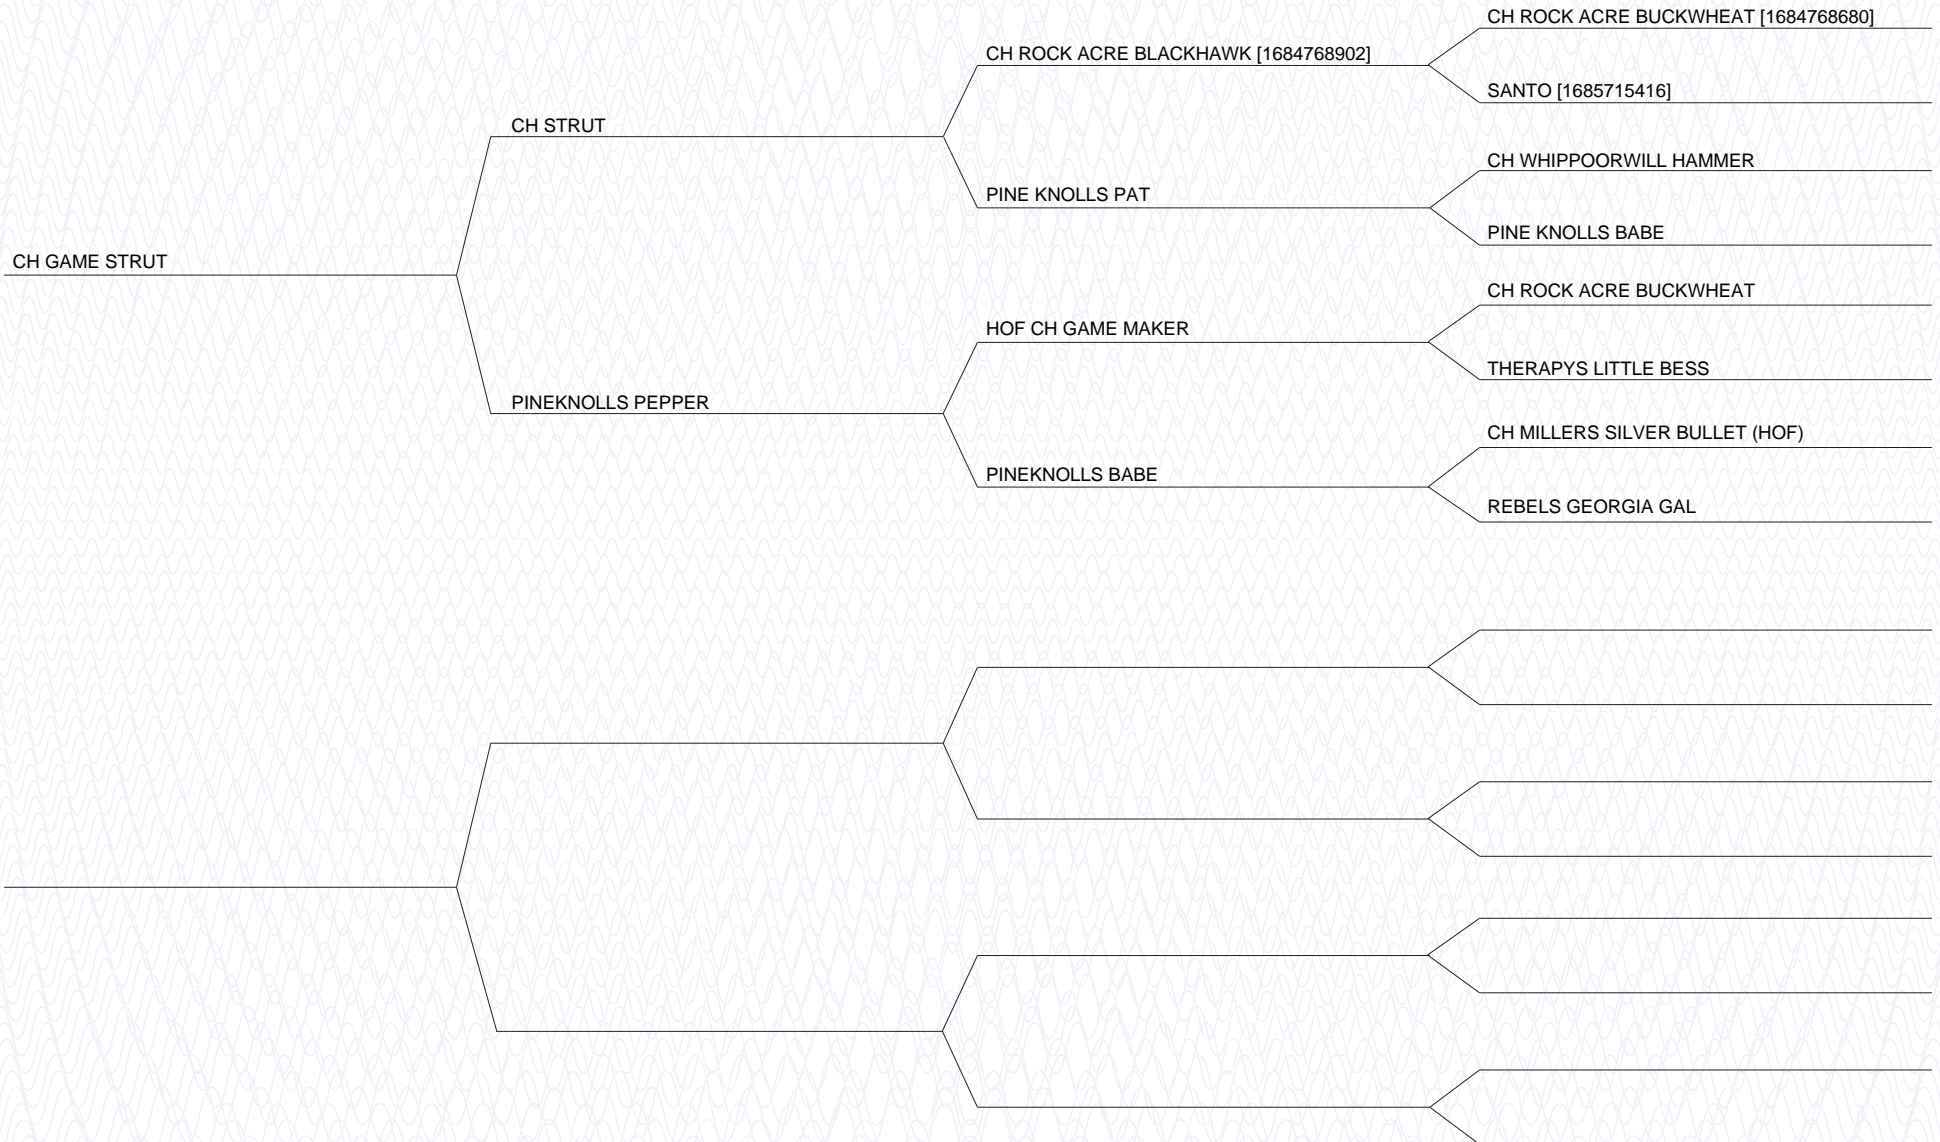 CH ROCK ACRE BUCKWHEAT [1684768680]
CH ROCK ACRE BLACKHAWK [1684768902]
SANTO [1685715416]
CH STRUT
CH WHIPPOORWILL HAMMER
PINE KNOLLS PAT
PINE KNOLLS BABE
CH GAME STRUT
CH ROCK ACRE BUCKWHEAT
HOF CH GAME MAKER
THERAPYS LITTLE BESS
PINEKNOLLS PEPPER
CH MILLERS SILVER BULLET (HOF)
PINEKNOLLS BABE
REBELS GEORGIA GAL